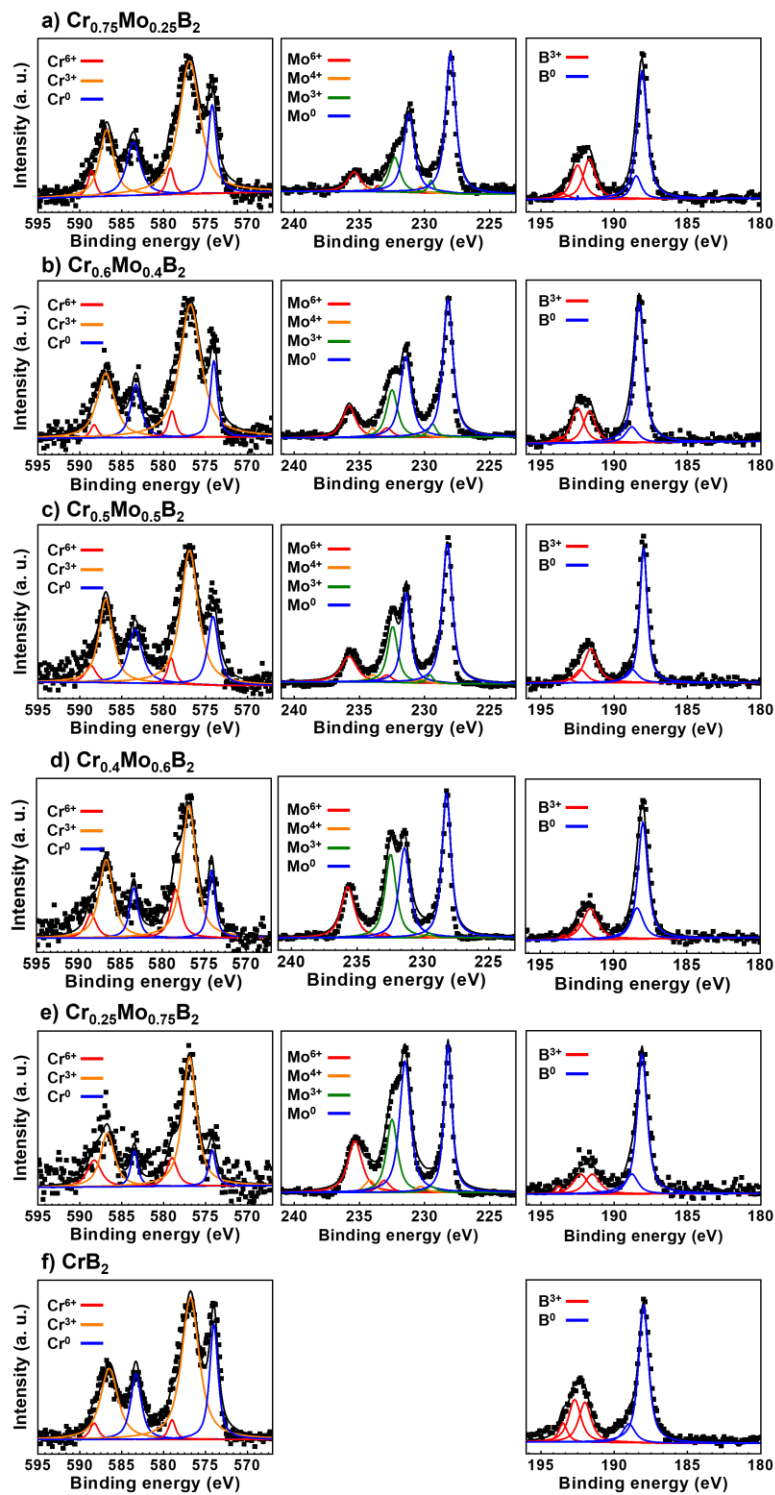 a) Cr0.75Mo0.25B2
Intensity (a. u.)
Cr6+
Cr3+
Cr0
595 590 585 580 575 570
Binding energy (eV)
Mo6+
Mo4+
Mo3+
Mo0
240 235 230 225
Binding energy (eV)
B3+
B0
195 190 185 180
Binding energy (eV)
b) Cr0.6Mo0.4B2
Intensity (a. u.)
Cr6+
Cr3+
Cr0
595 590 585 580 575 570
Binding energy (eV)
Mo6+
Mo4+
Mo3+
Mo0
240 235 230 225
Binding energy (eV)
B3+
B0
195 190 185 180
Binding energy (eV)
c) Cr0.5Mo0.5B2
Intensity (a. u.)
Cr6+
Cr3+
Cr0
595 590 585 580 575 570
Binding energy (eV)
Mo6+
Mo4+
Mo3+
Mo0
240 235 230 225
Binding energy (eV)
B3+
B0
195 190 185 180
Binding energy (eV)
d) Cr0.4Mo0.6B2
Intensity (a. u.)
Cr6+
Cr3+
Cr0
595 590 585 580 575 570
Binding energy (eV)
Mo6+
Mo4+
Mo3+
Mo0
240 235 230 225
Binding energy (eV)
B3+
B0
195 190 185 180
Binding energy (eV)
e) Cr0.25Mo0.75B2
Intensity (a. u.)
Cr6+
Cr3+
Cr0
595 590 585 580 575 570
Binding energy (eV)
Mo6+
Mo4+
Mo3+
Mo0
240 235 230 225
Binding energy (eV)
B3+
B0
195 190 185 180
Binding energy (eV)
f) CrB2
Intensity (a. u.)
Cr6+
Cr3+
Cr0
595 590 585 580 575 570
Binding energy (eV)
B3+
B0
195 190 185 180
Binding energy (eV)